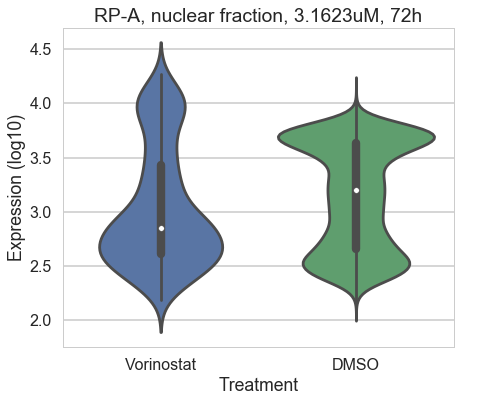 RP-A, nuclear fraction, 3.1623uM, 72h
4.5
4.0
3.5
3.0
2.5
2.0
Expression (log10)
Vorinostat DMSO
Treatment